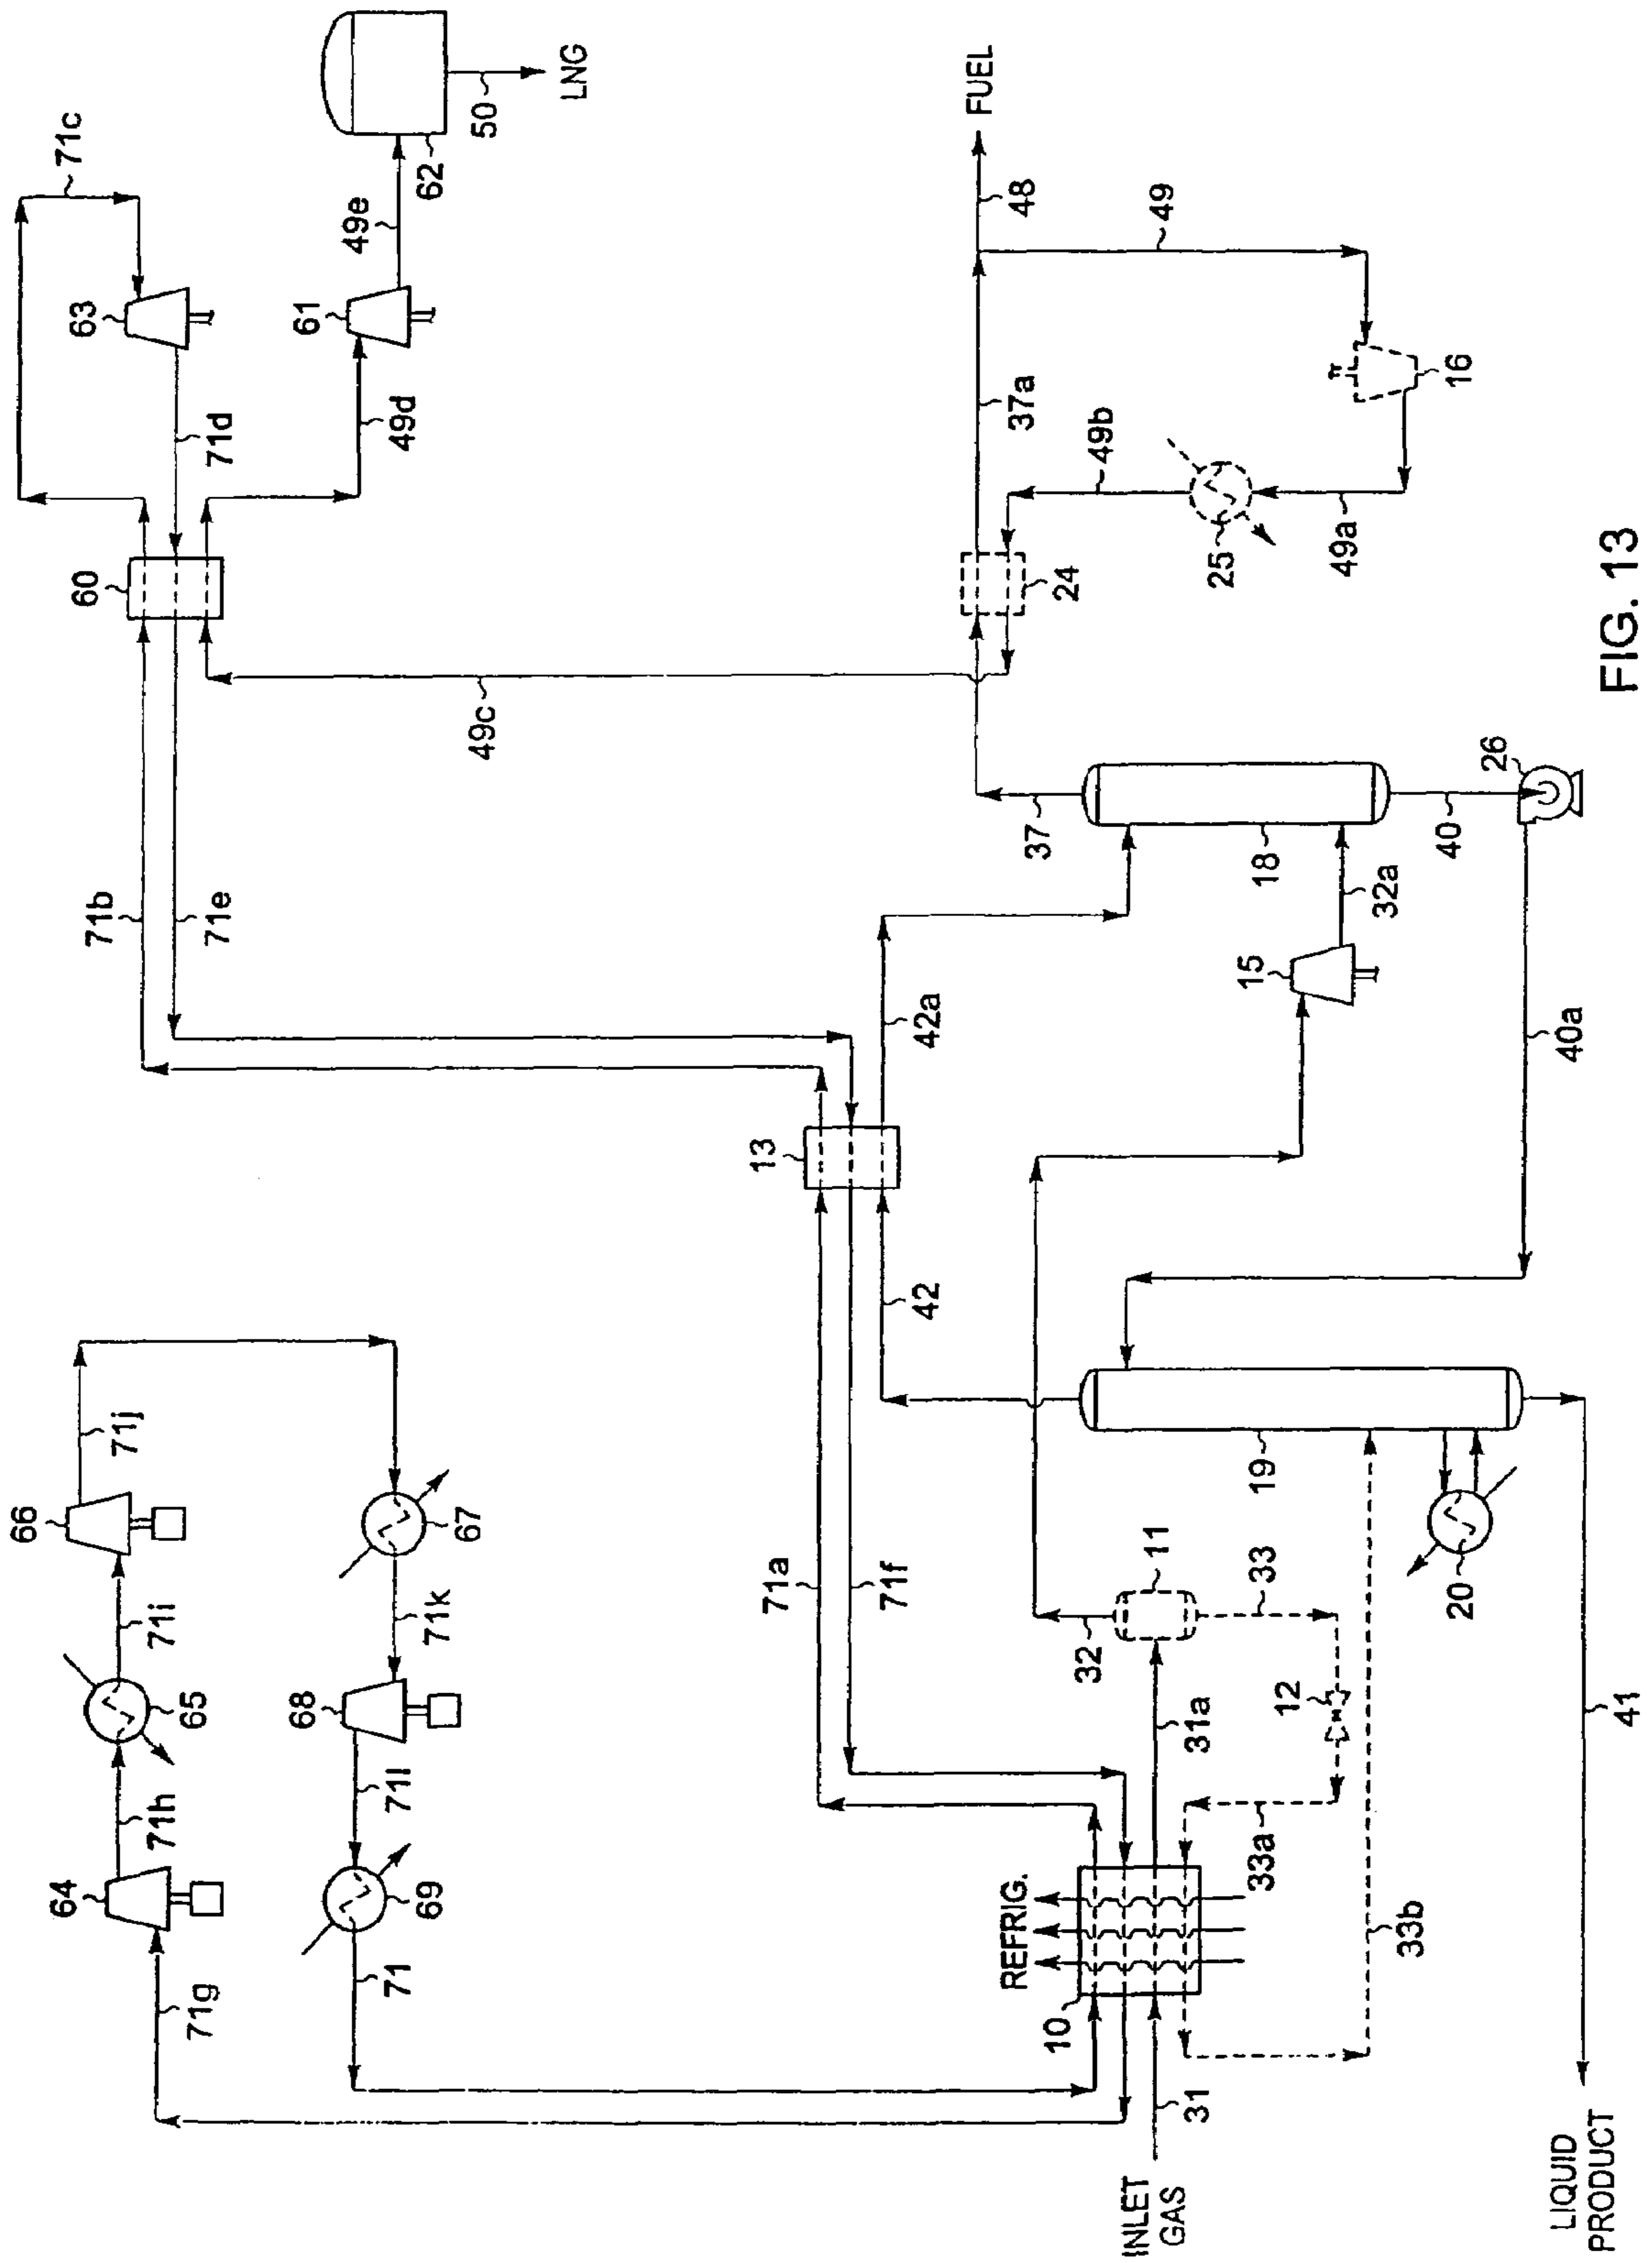 66
64
71c
60
63
71b
71j
71h
71i
65
71g
71e
71d
68
61
49e
71
71l
49d
69
71k
62
67
49c
50
LNG
71a
13
71f
42
42a
FUEL
REFRIG.
37a
48
37
10
24
32
49b
INLET
GAS
11
49
31
31a
25
15
33a
33
19
18
12
49a
32a
33b
40
16
20
26
40a
LIQUID
PRODUCT
41
FIG. 13